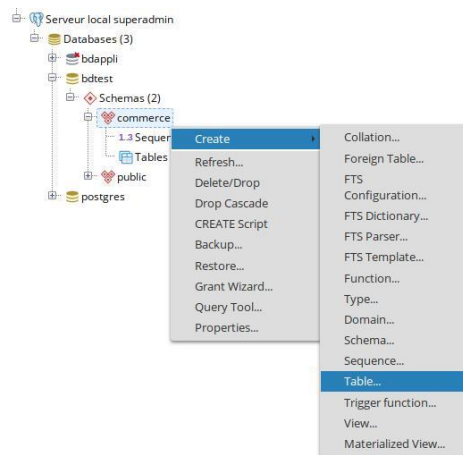 Serveur local superadmin
Databases (3)
bdappli
bdtest
Schemas (2)
commerce
1.3 Sequer
Tables
public
postgres
Create
Refresh...
Delete/Drop
Drop Cascade
CREATE Script
Backup...
Restore...
Grant Wizard...
Query Tool...
Properties...
Collation...
Foreign Table...
FTS
Configuration...
FTS Dictionary...
FTS Parser...
FTS Template...
Function...
Type...
Domain...
Schema...
Sequence...
Table...
Trigger function...
View...
Materialized View...